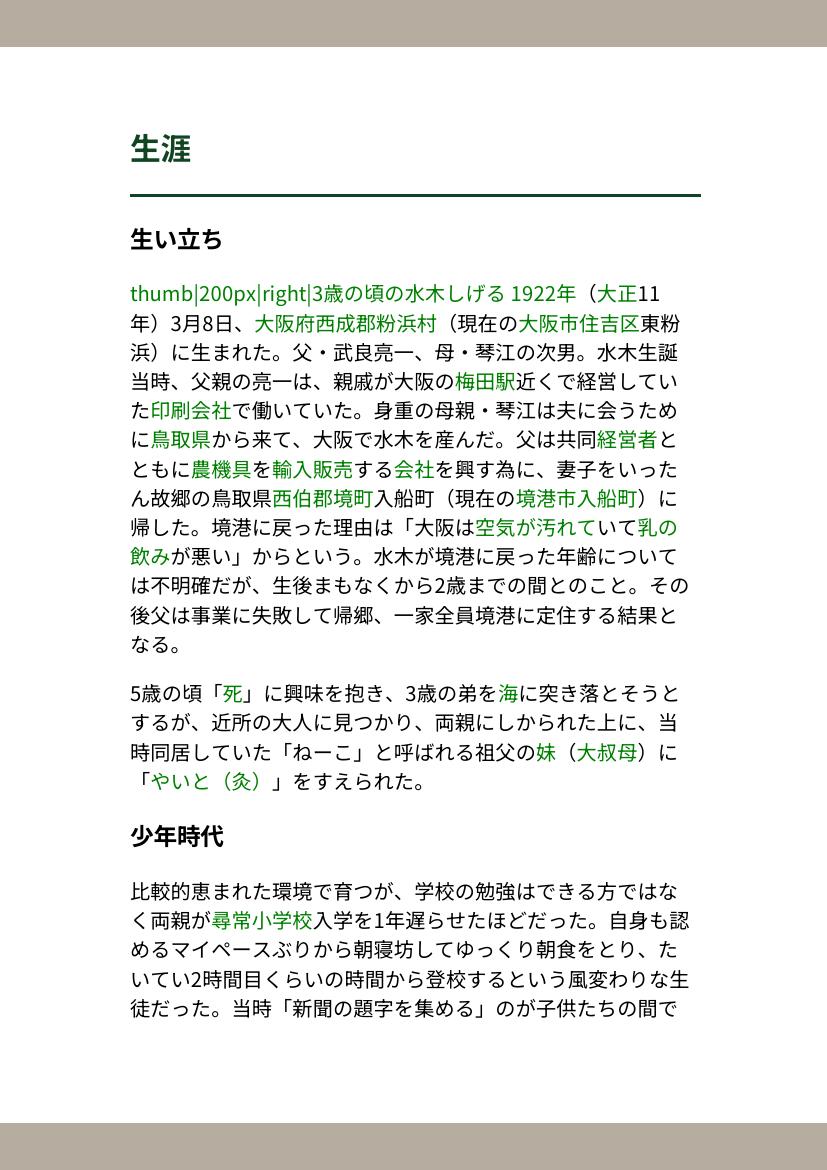 生涯
生い立ち
thumb|200px|right|3歳の頃の水木しげる 1922年（大正11
年）3月8日、大阪府西成郡粉浜村（現在の大阪市住吉区東粉
浜）に生まれた。父・武良亮一、母・琴江の次男。水木生誕
当時、父親の亮一は、親戚が大阪の梅田駅近くで経営してい
た印刷会社で働いていた。身重の母親・琴江は夫に会うため
に鳥取県から来て、大阪で水木を産んだ。父は共同経営者と
ともに農機具を輸入販売する会社を興す為に、妻子をいった
ん故郷の鳥取県西伯郡境町入船町（現在の境港市入船町）に
帰した。境港に戻った理由は「大阪は空気が汚れていて乳の
飲みが悪い」からという。水木が境港に戻った年齢について
は不明確だが、生後まもなくから2歳までの間とのこと。その
後父は事業に失敗して帰郷、一家全員境港に定住する結果と
なる。
5歳の頃「死」に興味を抱き、3歳の弟を海に突き落とそうと
するが、近所の大人に見つかり、両親にしかられた上に、当
時同居していた「ねーこ」と呼ばれる祖父の妹（大叔母）に
「やいと（灸）」をすえられた。
少年時代
比較的恵まれた環境で育つが、学校の勉強はできる方ではな
く両親が尋常小学校入学を1年遅らせたほどだった。自身も認
めるマイペースぶりから朝寝坊してゆっくり朝食をとり、た
いてい2時間目くらいの時間から登校するという風変わりな生
徒だった。当時「新聞の題字を集める」のが子供たちの間で